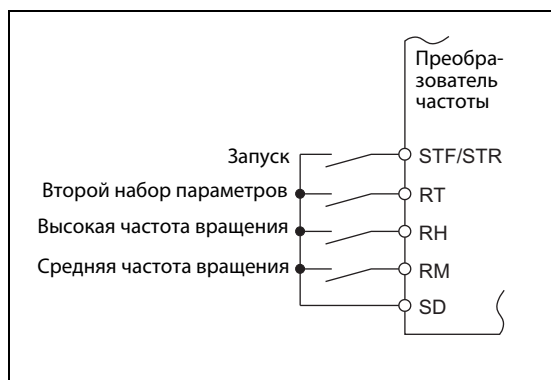 Преобра-
зователь
частоты
Запуск STF/STR
Второй набор параметров RT
Высокая частота вращения RH
Средняя частота вращения RM
SD